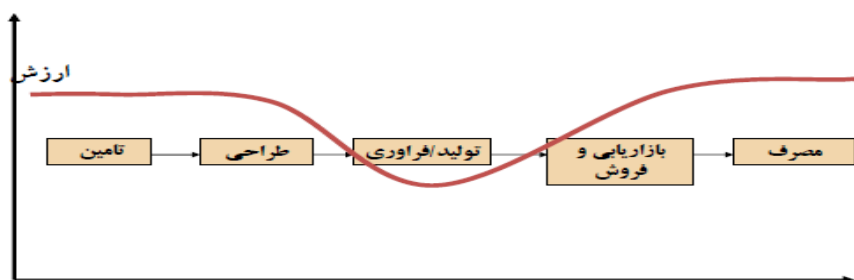 ارزش
تامین
طراحی
تولید/فراوری
بازاریابی و
فروش
مصرف